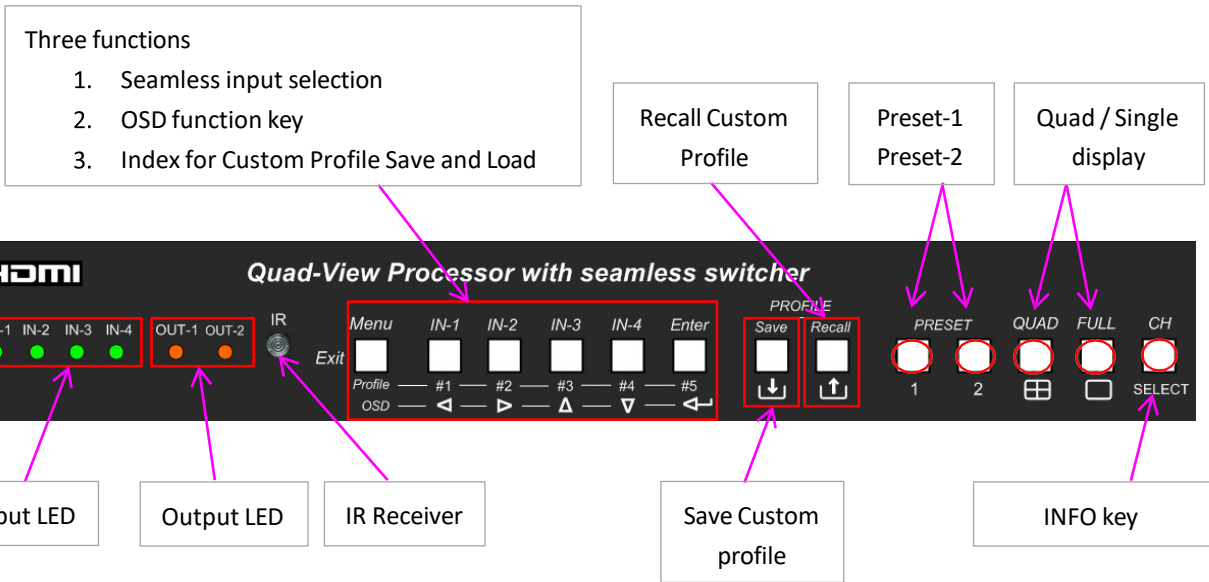 Three functions
1. Seamless input selection
2. OSD function key
3. Index for Custom Profile Save and Load
Recall Custom
Profile
Preset-1
Preset-2
Quad / Single
display
HDMI
Quad-View Processor with seamless switcher
-1 IN-2 IN-3 IN-4
OUT-1 OUT-2
IR
Menu IN-1 IN-2 IN-3 IN-4 Enter
Exit
Profile #1 #2 #3 #4 #5
OSD
PROFILE
Save Recall
PRESET
1 2
QUAD FULL
CH
SELECT
put LED
Output LED
IR Receiver
Save Custom
profile
INFO key